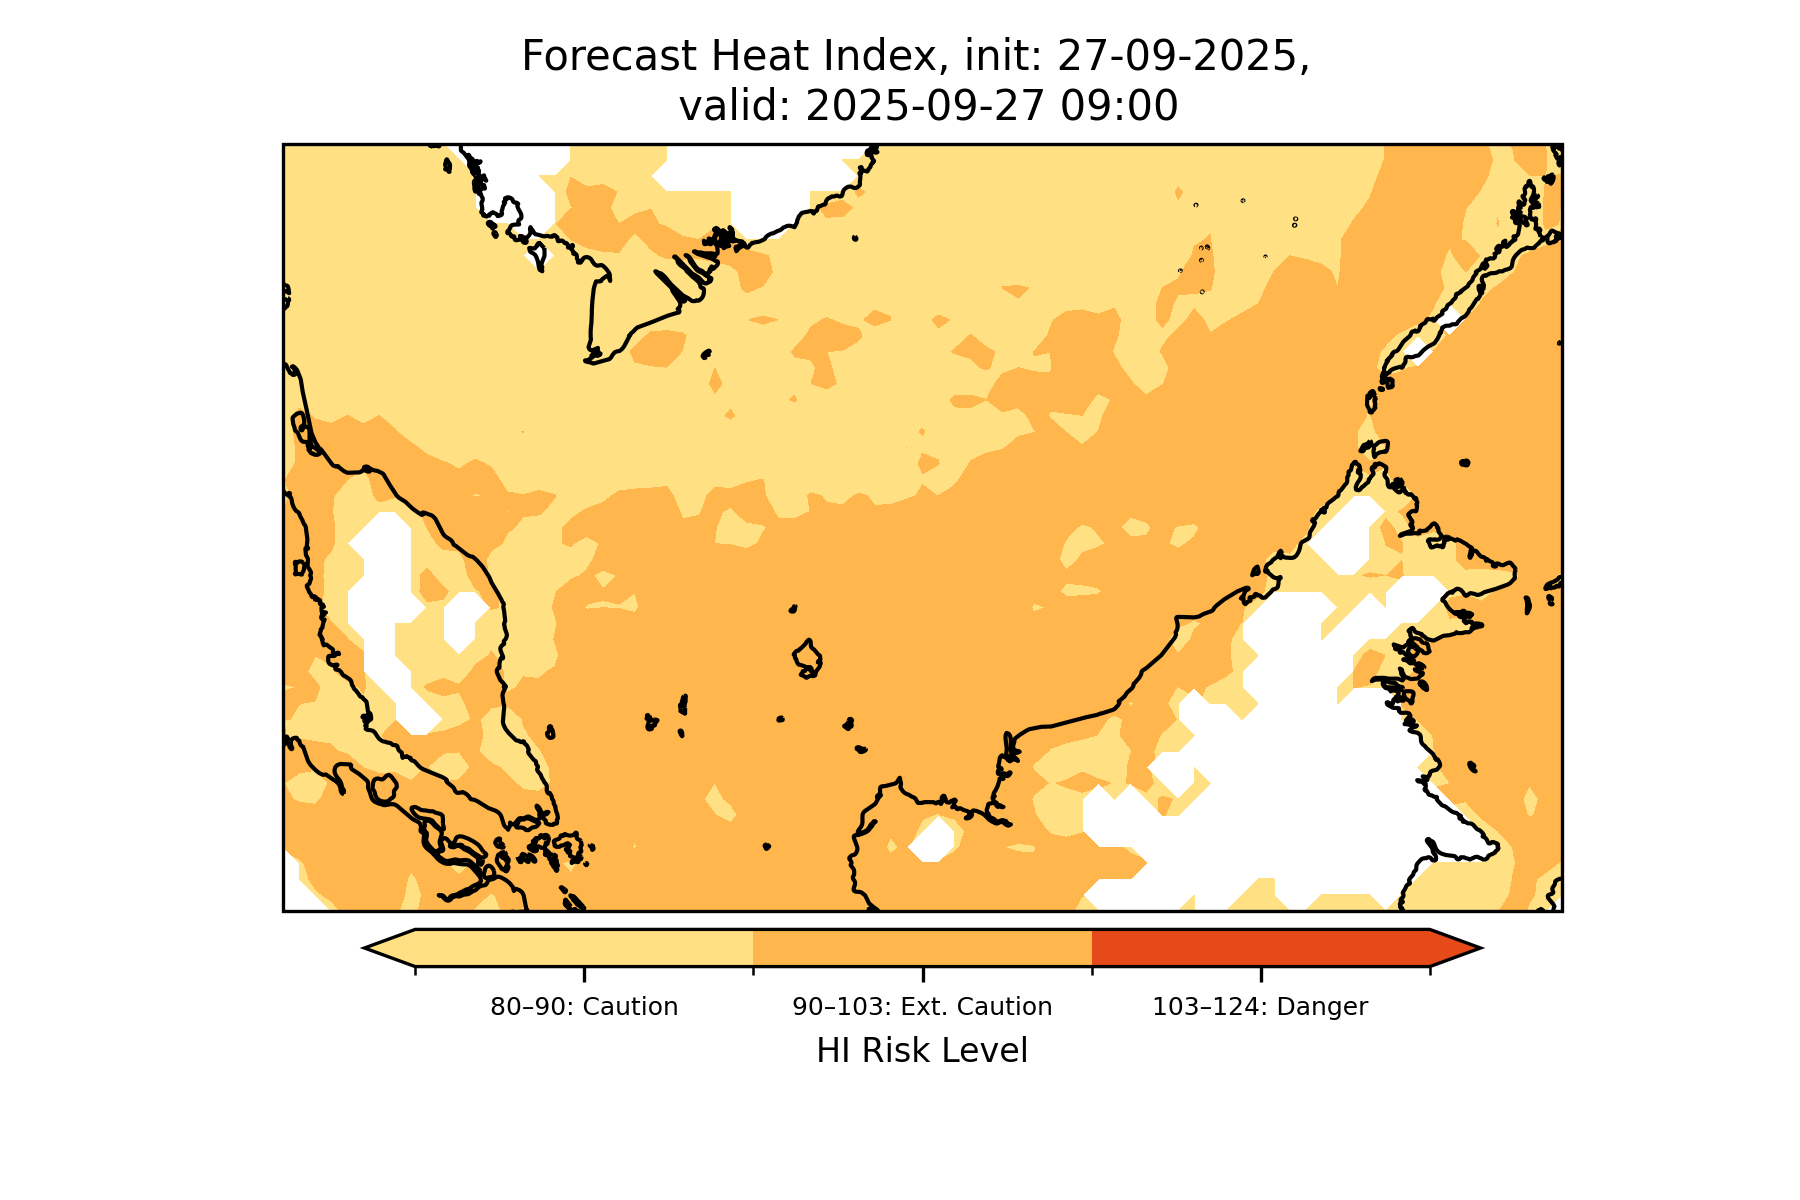 Forecast Heat Index, init: 27-09-2025,
valid: 2025-09-27 09:00
80–90: Caution
90–103: Ext. Caution
103–124: Danger
HI Risk Level